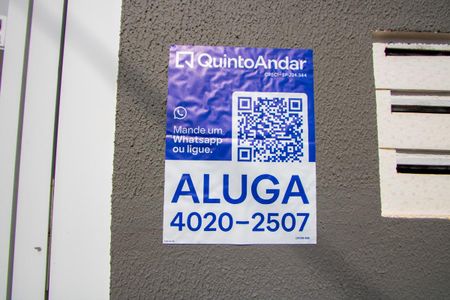 QuintoAndar
Mande um
Whatsapp
ou ligue.
ALUGA
4020-2507